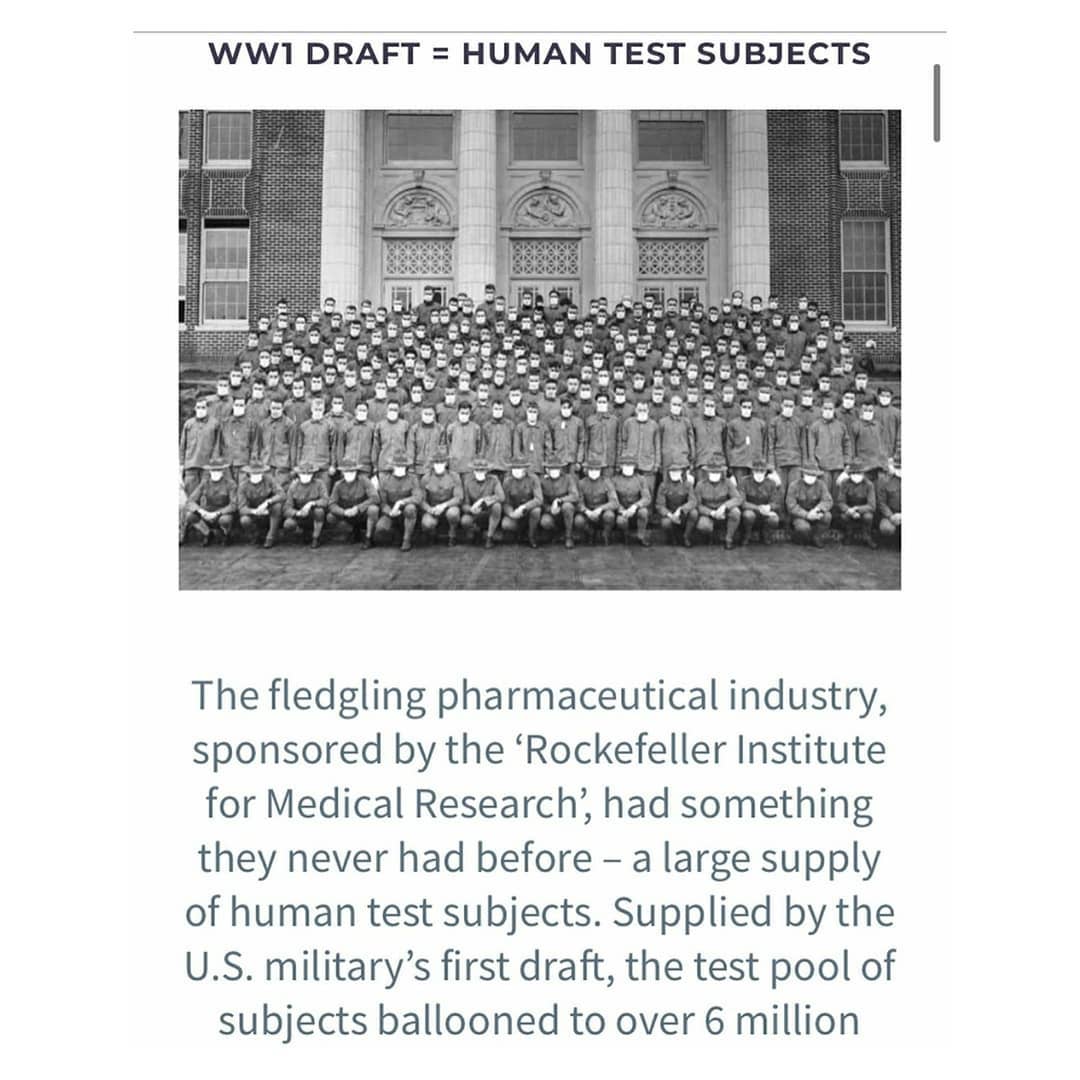 WW1 DRAFT = HUMAN TEST SUBJECTS
The fledgling pharmaceutical industry,
sponsored by the ‘Rockefeller Institute
for Medical Research’, had something
they never had before – a large supply
of human test subjects. Supplied by the
U.S. military’s first draft, the test pool of
subjects ballooned to over 6 million